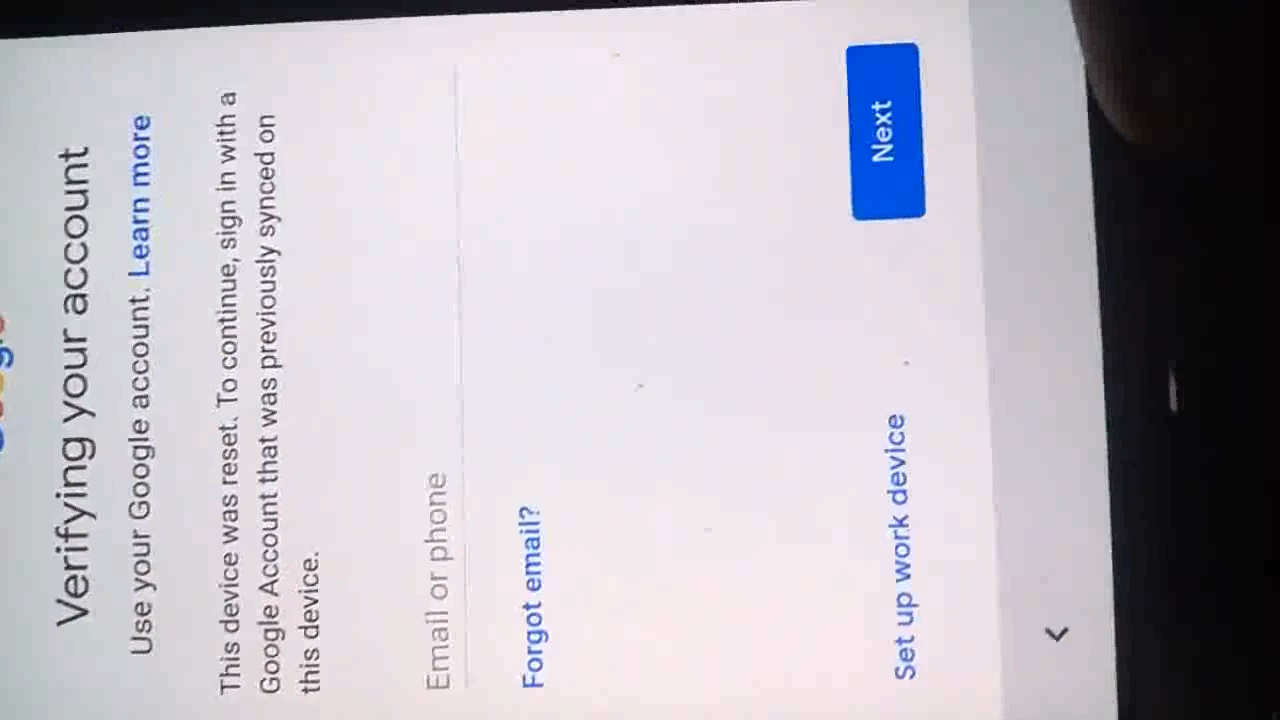 Verifying your account
Use your Google account. Learn more
This device was reset. To continue, sign in with a
Google Account that was previously synced on
this device.
Email or phone
Forgot email?
Set up work device
Next